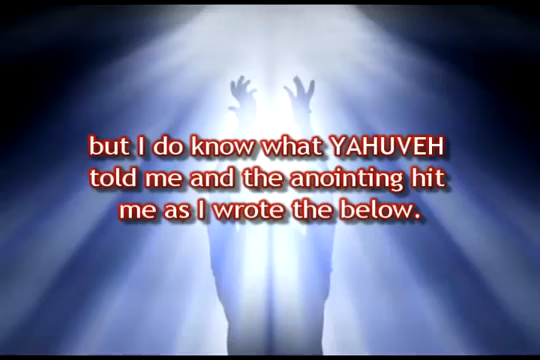 but I do know what YAHUVEH
told me and the anointing hit
me as I wrote the below.